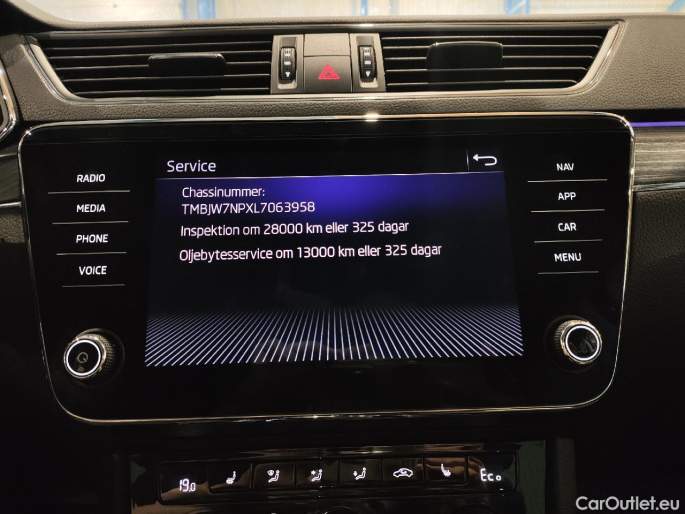 Service
RADIO
MEDIA
PHONE
VOICE
Chassinummer:
TMBJW7NPXL7063958
Inspektion om 28000 km eller 325 dagar
Oljebytesservice om 13000 km eller 325 dagar
NAV
APP
CAR
MENU
19.0
Eco
CarOutlet.eu